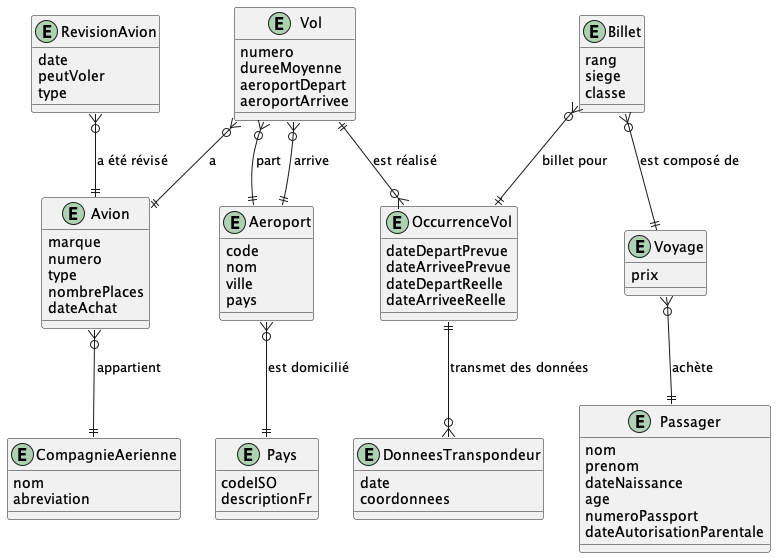 E RevisionAvion
date
peutVoler
type
E Vol
numero
dureeMoyenne
aeroportDepart
aeroportArrivee
E Billet
rang
siege
classe
a été révisé
a
part
arrive
est réalisé
billet pour
est composé de
E Avion
marque
numero
type
nombrePlaces
dateAchat
E Aeroport
code
nom
ville
pays
E OccurrenceVol
dateDepartPrevue
dateArriveePrevue
dateDepartReelle
dateArriveeReelle
E Voyage
prix
appartient
est domicilié
transmet des données
achète
E CompagnieAerienne
nom
abreviation
E Pays
codeISO
descriptionFr
E DonneesTranspondeur
date
coordonnees
E Passager
nom
prenom
dateNaissance
age
numeroPassport
dateAutorisationParentale